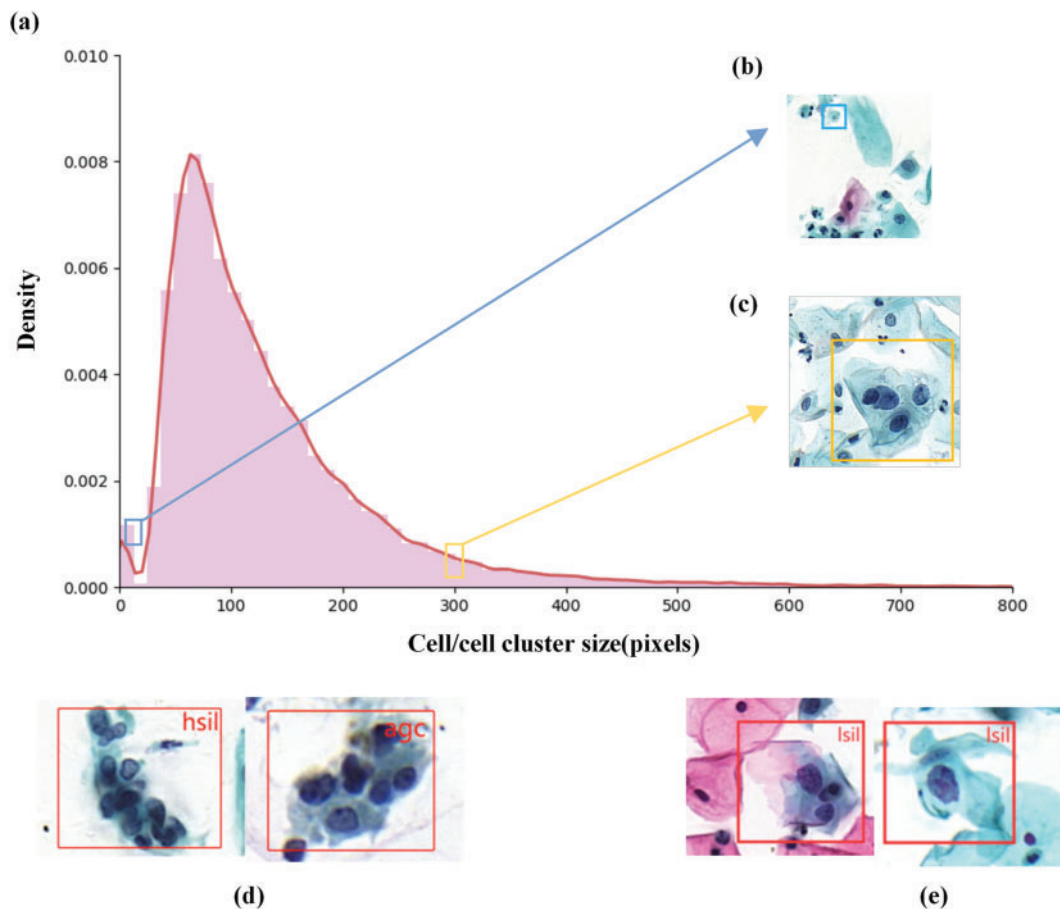 (a)
0.010
0.008
0.006
0.004
0.002
0.000
Density
0 100 200 300 400 500 600 700 800
Cell/cell cluster size(pixels)
(b)
(c)
hsil
agc
lsil
lsil
(d)
(e)